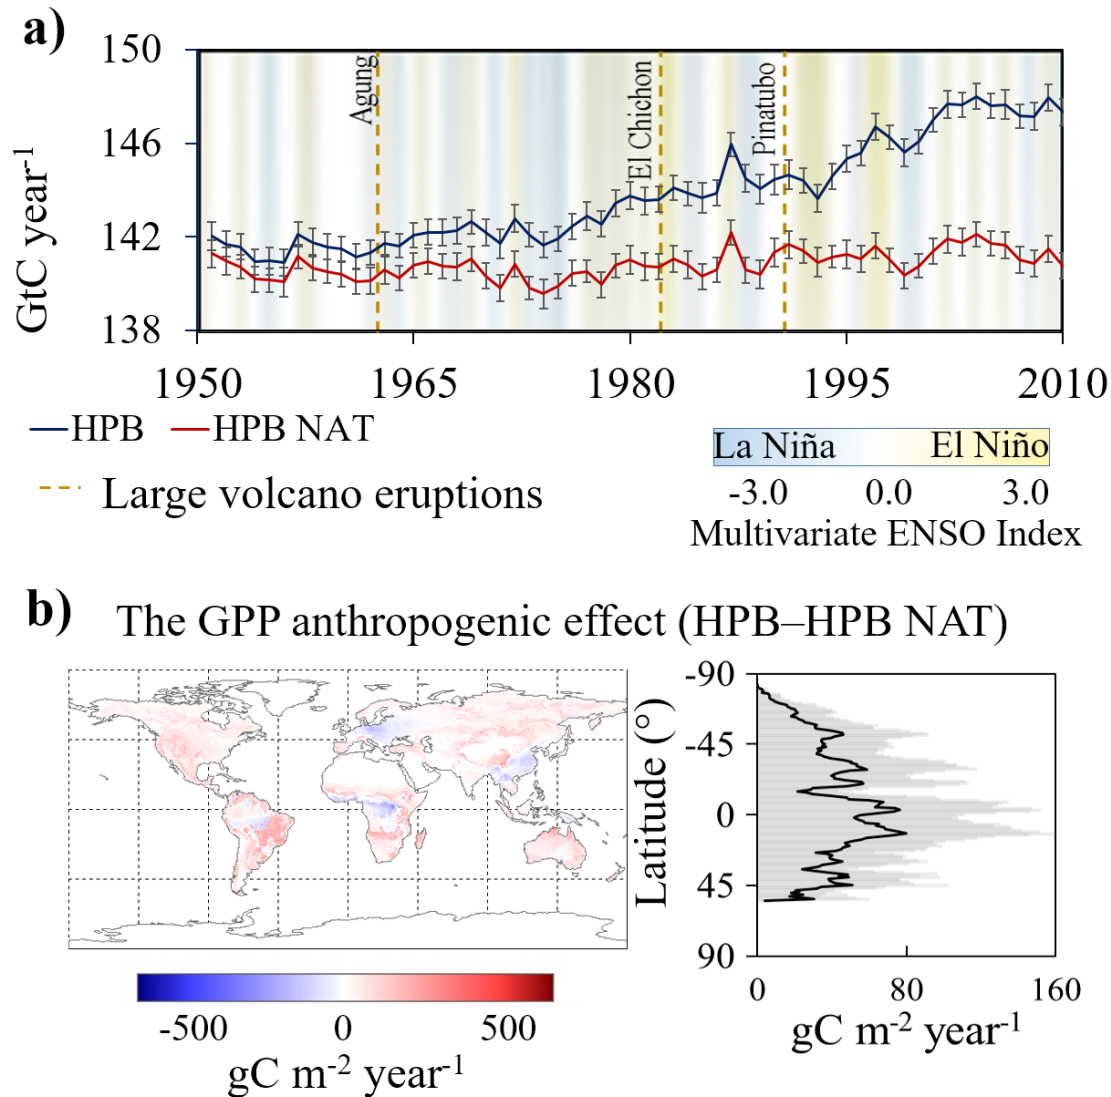 a)
150
146
142
138
GtC year-1
Agung
El Chichon
Pinatubo
1950 1965 1980 1995 2010
HPB HPB NAT
Large volcano eruptions
La Niña El Niño
-3.0 0.0 3.0
Multivariate ENSO Index
b)
The GPP anthropogenic effect (HPB–HPB NAT)
-500 0 500
gC m-2 year-1
Latitude (°)
-90
-45
0
45
90
0 80 160
gC m-2 year-1